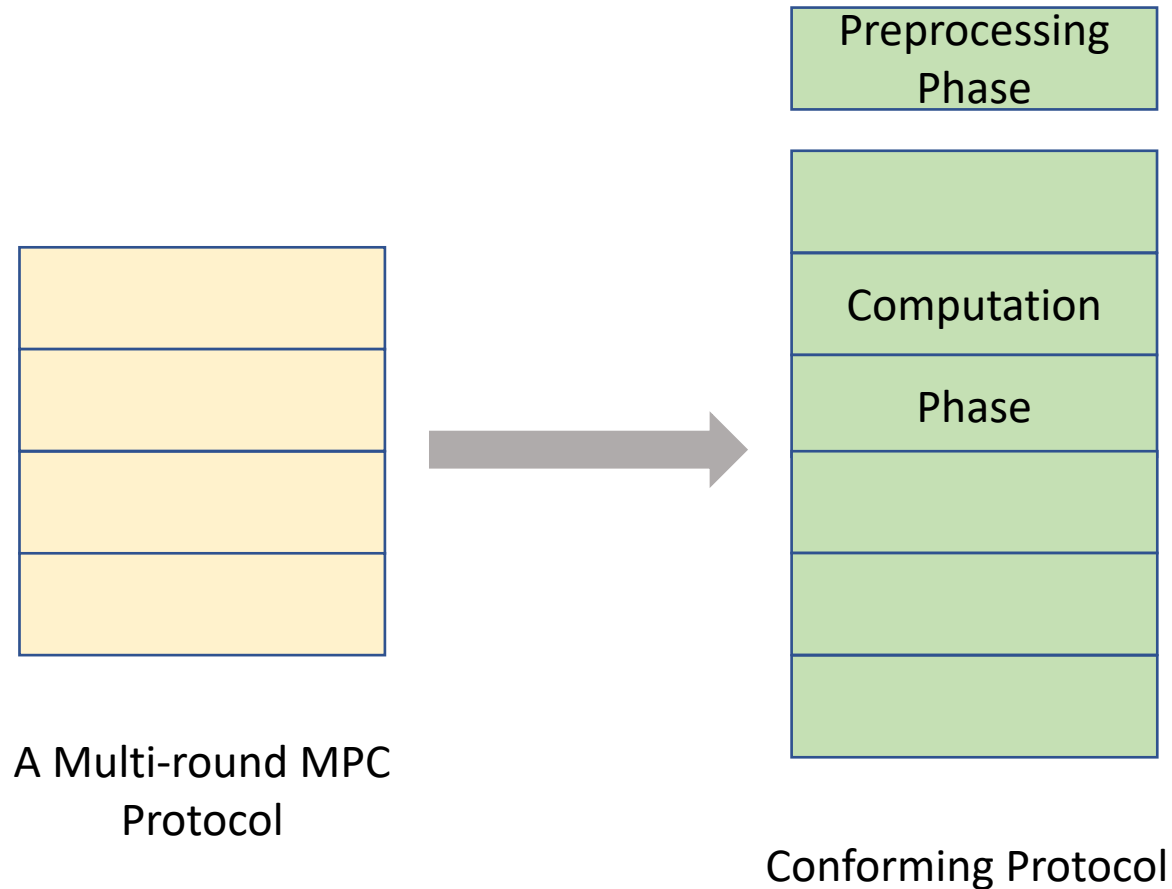 Preprocessing
Phase
Computation
Phase
A Multi-round MPC
Protocol
Conforming Protocol